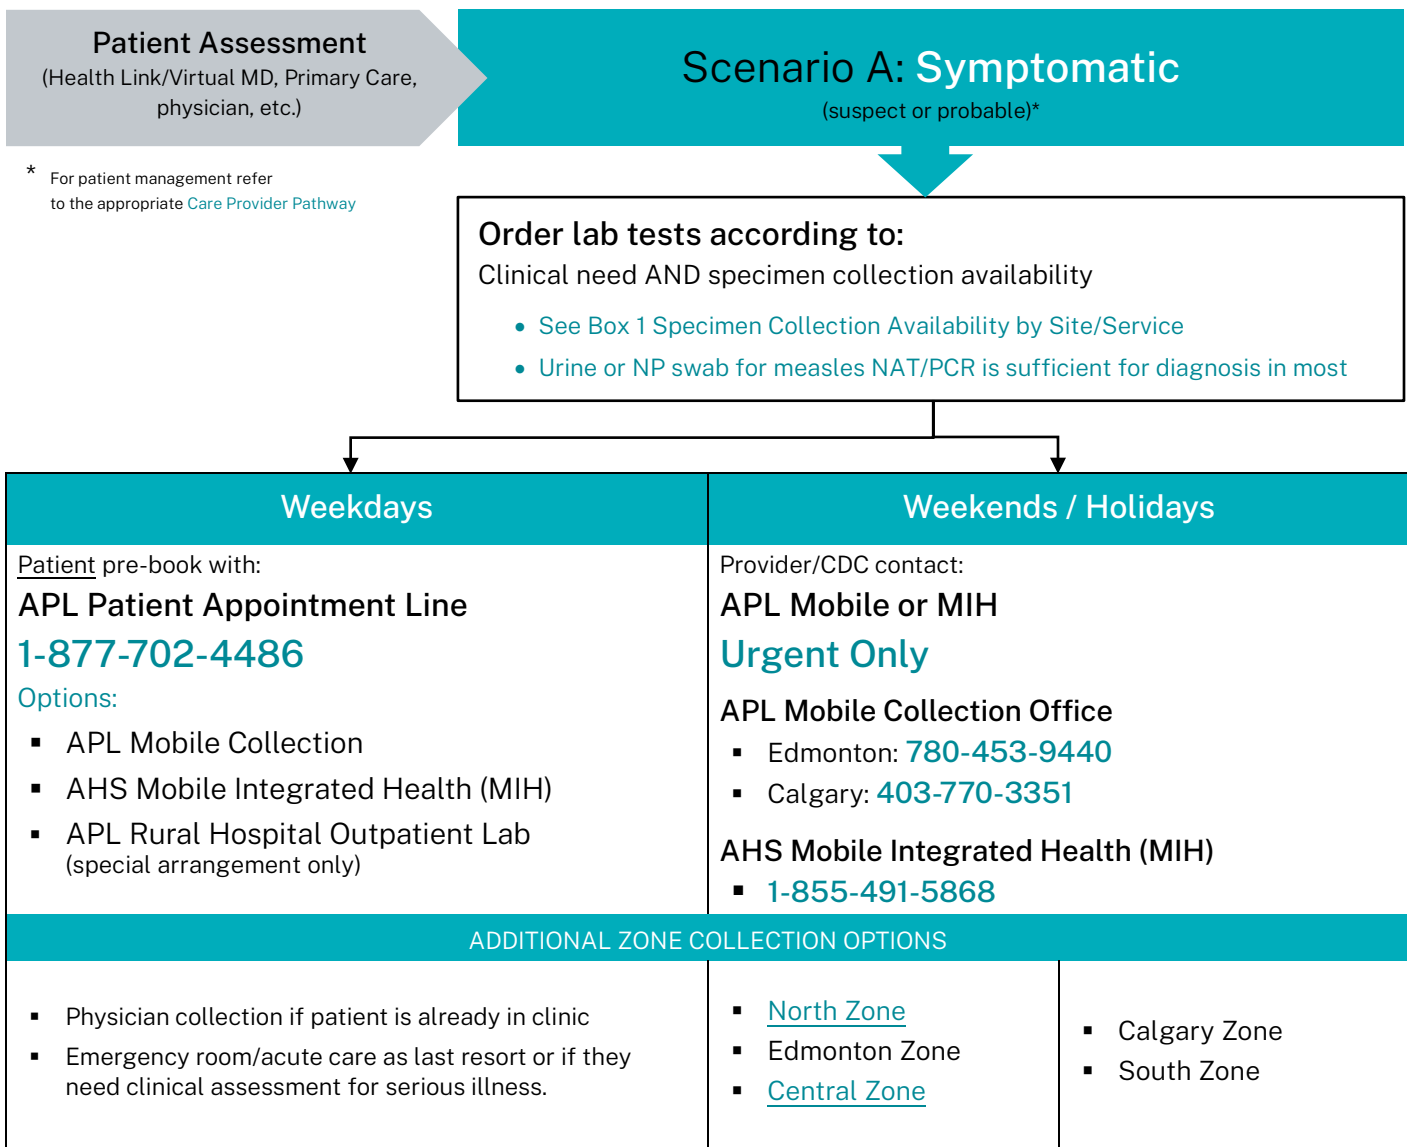 Patient Assessment
(Health Link/Virtual MD, Primary Care,
physician, etc.)
Scenario A: Symptomatic
(suspect or probable)*
* For patient management refer
to the appropriate Care Provider Pathway
Order lab tests according to:
Clinical need AND specimen collection availability
• See Box 1 Specimen Collection Availability by Site/Service
• Urine or NP swab for measles NAT/PCR is sufficient for diagnosis in most
Weekdays
Patient pre-book with:
APL Patient Appointment Line
1-877-702-4486
Options:
▪ APL Mobile Collection
▪ AHS Mobile Integrated Health (MIH)
▪ APL Rural Hospital Outpatient Lab
(special arrangement only)
Weekends / Holidays
Provider/CDC contact:
APL Mobile or MIH
Urgent Only
APL Mobile Collection Office
▪ Edmonton: 780-453-9440
▪ Calgary: 403-770-3351
AHS Mobile Integrated Health (MIH)
▪ 1-855-491-5868
ADDITIONAL ZONE COLLECTION OPTIONS
▪ Physician collection if patient is already in clinic
▪ Emergency room/acute care as last resort or if they
need clinical assessment for serious illness.
▪ North Zone
▪ Edmonton Zone
▪ Central Zone
▪ Calgary Zone
▪ South Zone